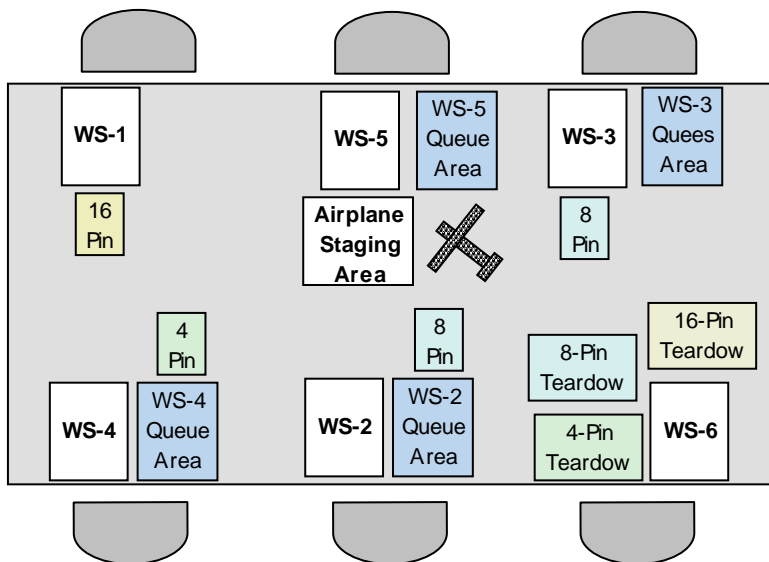 WS-1
WS-5
WS-5
Queue
Area
WS-3
WS-3
Quees
Area
16
Pin
Airplane
Staging
Area
8
Pin
4
Pin
8
Pin
8-Pin
Teardow
16-Pin
Teardow
WS-4
WS-4
Queue
Area
WS-2
WS-2
Queue
Area
4-Pin
Teardow
WS-6